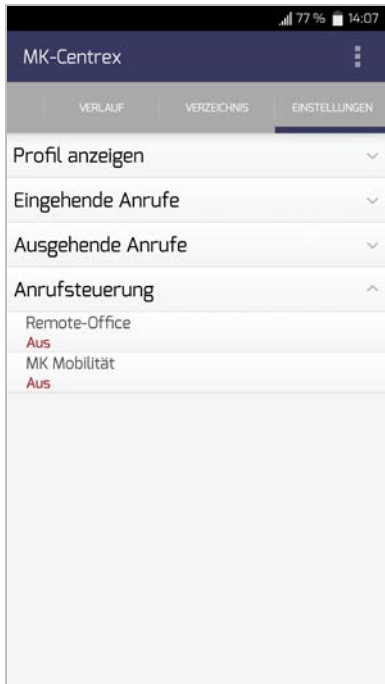 77 % 14:07
MK-Centrex
VERLAUF VERZEICHNIS EINSTELLUNGEN
Profil anzeigen
Eingehende Anrufe
Ausgehende Anrufe
Anrufsteuerung
Remote-Office
Aus
MK Mobilität
Aus